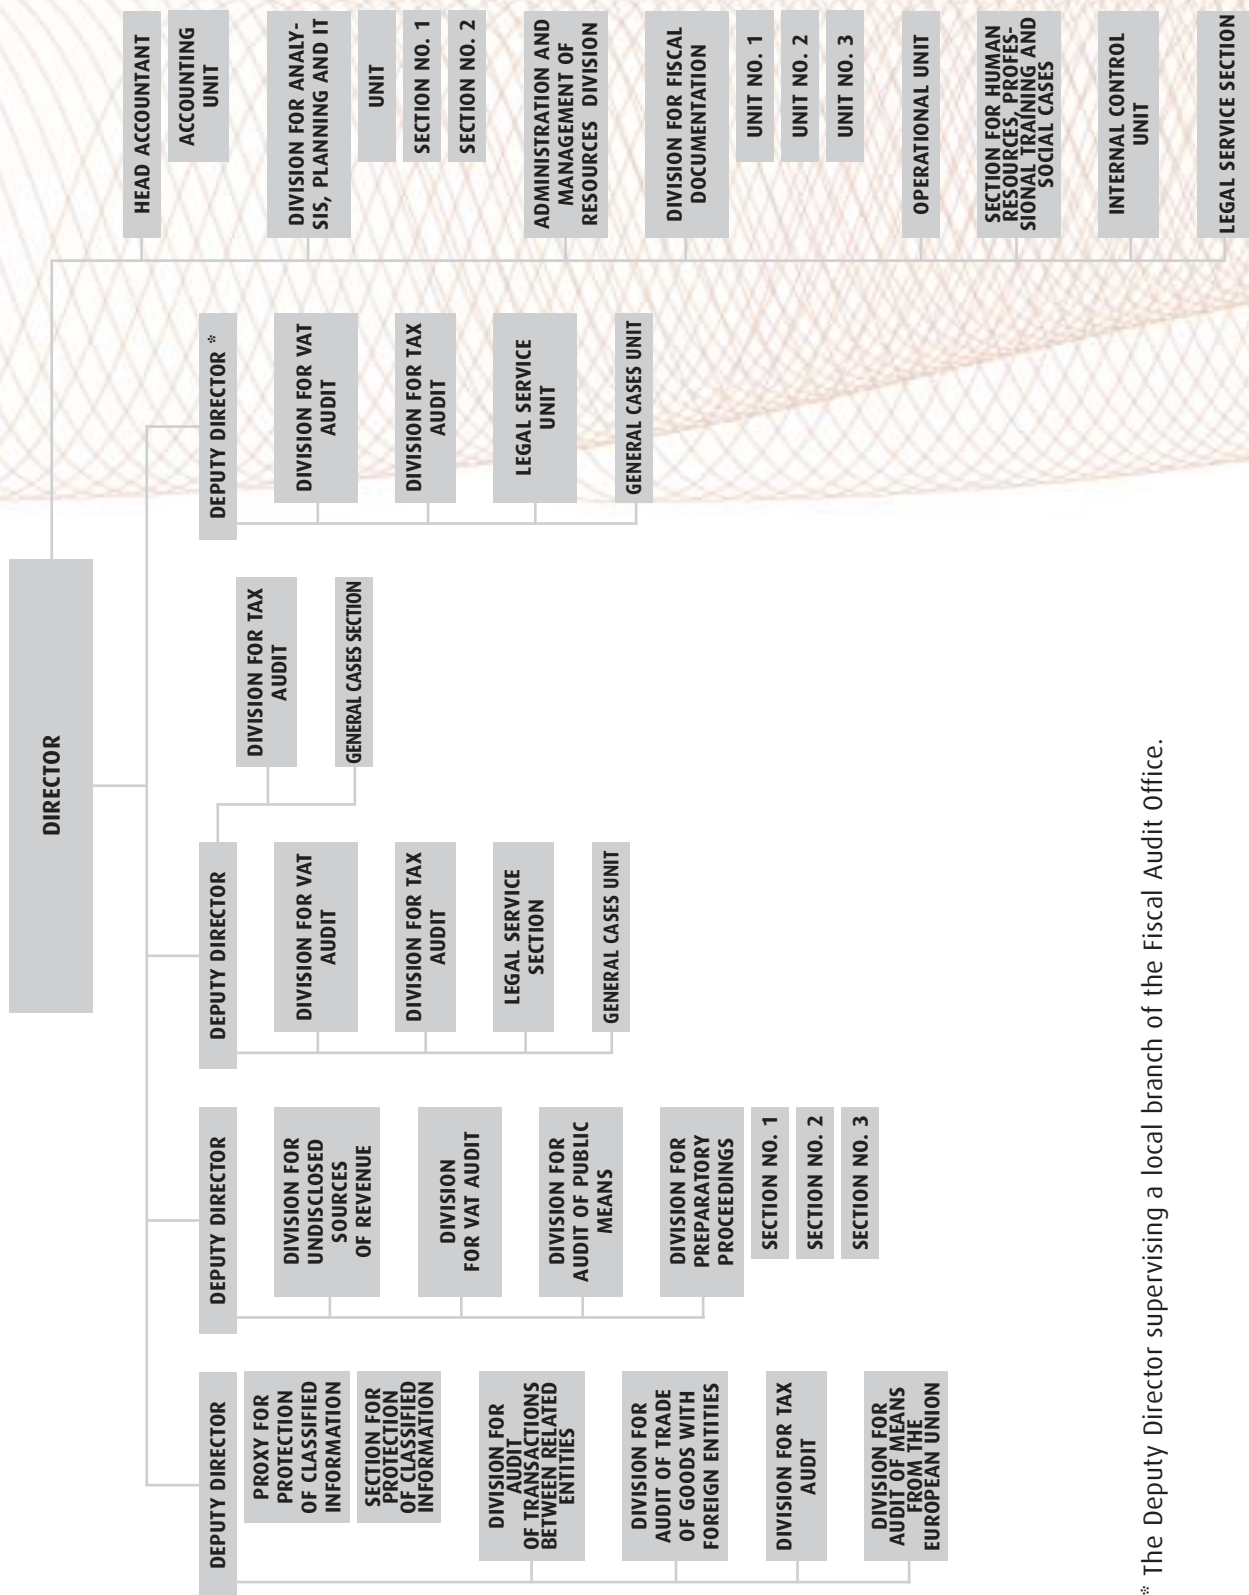 DIRECTOR
DEPUTY DIRECTOR
PROXY FOR
PROTECTION
OF CLASSIFIED
INFORMATION
SECTION FOR
PROTECTION
OF CLASSIFIED
INFORMATION
DIVISION FOR
AUDIT
OF TRANSACTIONS
BETWEEN RELATED
ENTITIES
DIVISION FOR
AUDIT OF TRADE
OF GOODS WITH
FOREIGN ENTITIES
DIVISION FOR TAX
AUDIT
DIVISION FOR
AUDIT OF MEANS
FROM THE
EUROPEAN UNION
DEPUTY DIRECTOR
DIVISION FOR
UNDISCLOSED
SOURCES
OF REVENUE
DIVISION
FOR VAT AUDIT
DIVISION FOR
AUDIT OF PUBLIC
MEANS
DIVISION FOR
PREPARATORY
PROCEEDINGS
SECTION NO. 1
SECTION NO. 2
SECTION NO. 3
DEPUTY DIRECTOR
DIVISION FOR VAT
AUDIT
DIVISION FOR TAX
AUDIT
LEGAL SERVICE
SECTION
GENERAL CASES UNIT
DIVISION FOR TAX
AUDIT
GENERAL CASES SECTION
DEPUTY DIRECTOR *
DIVISION FOR VAT
AUDIT
DIVISION FOR TAX
AUDIT
LEGAL SERVICE
UNIT
GENERAL CASES UNIT
HEAD ACCOUNTANT
ACCOUNTING
UNIT
DIVISION FOR ANALY-
SIS, PLANNING AND IT
UNIT
SECTION NO. 1
SECTION NO. 2
ADMINISTRATION AND
MANAGEMENT OF
RESOURCES DIVISION
DIVISION FOR FISCAL
DOCUMENTATION
UNIT NO. 1
UNIT NO. 2
UNIT NO. 3
OPERATIONAL UNIT
SECTION FOR HUMAN
RESOURCES, PROFES-
SIONAL TRAINING AND
SOCIAL CASES
INTERNAL CONTROL
UNIT
LEGAL SERVICE SECTION
* The Deputy Director supervising a local branch of the Fiscal Audit Office.